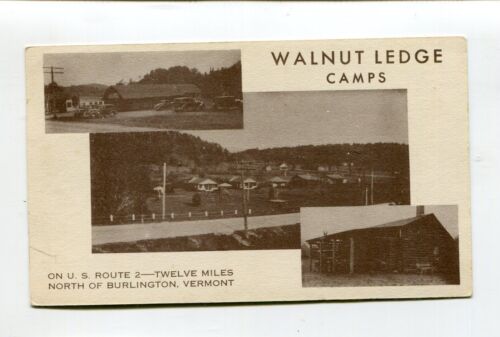 WALNUT LEDGE
CAMPS
ON U. S. ROUTE 2—TWELVE MILES
NORTH OF BURLINGTON, VERMONT